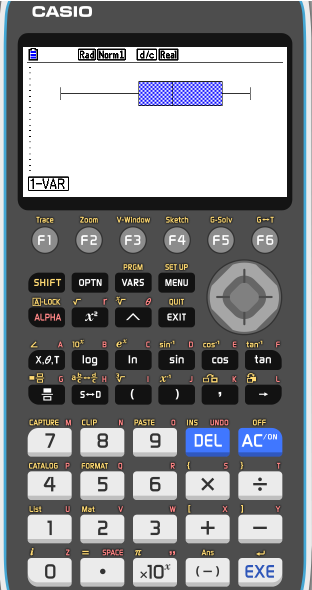 CASIO
Rad Norm1 d/c Real
1-VAR
Trace Zoom V-Window Sketch G-Solv G↔T
F1 F2 F3 F4 F5 F6
PRGM SET UP
SHIFT OPTN VARS MENU
A-LOCK √ r ∛ θ QUIT
ALPHA x² ^ EXIT
∠ A 10ˣ B eˣ C sin⁻¹ D cos⁻¹ E tan⁻¹ F
X,θ,T log ln sin cos tan
G a b/c↔d/c H ∛ I x⁻¹ J K L
S↔D ( ) , →
CAPTURE M CLIP N PASTE O INS UNDO OFF
7 8 9 DEL AC/ON
CATALOG P FORMAT Q R { S } T
4 5 6 × ÷
List U Mat V W [ X ] Y
1 2 3 + −
i Z = SPACE π " Ans ↵
0 • ×10ˣ (−) EXE